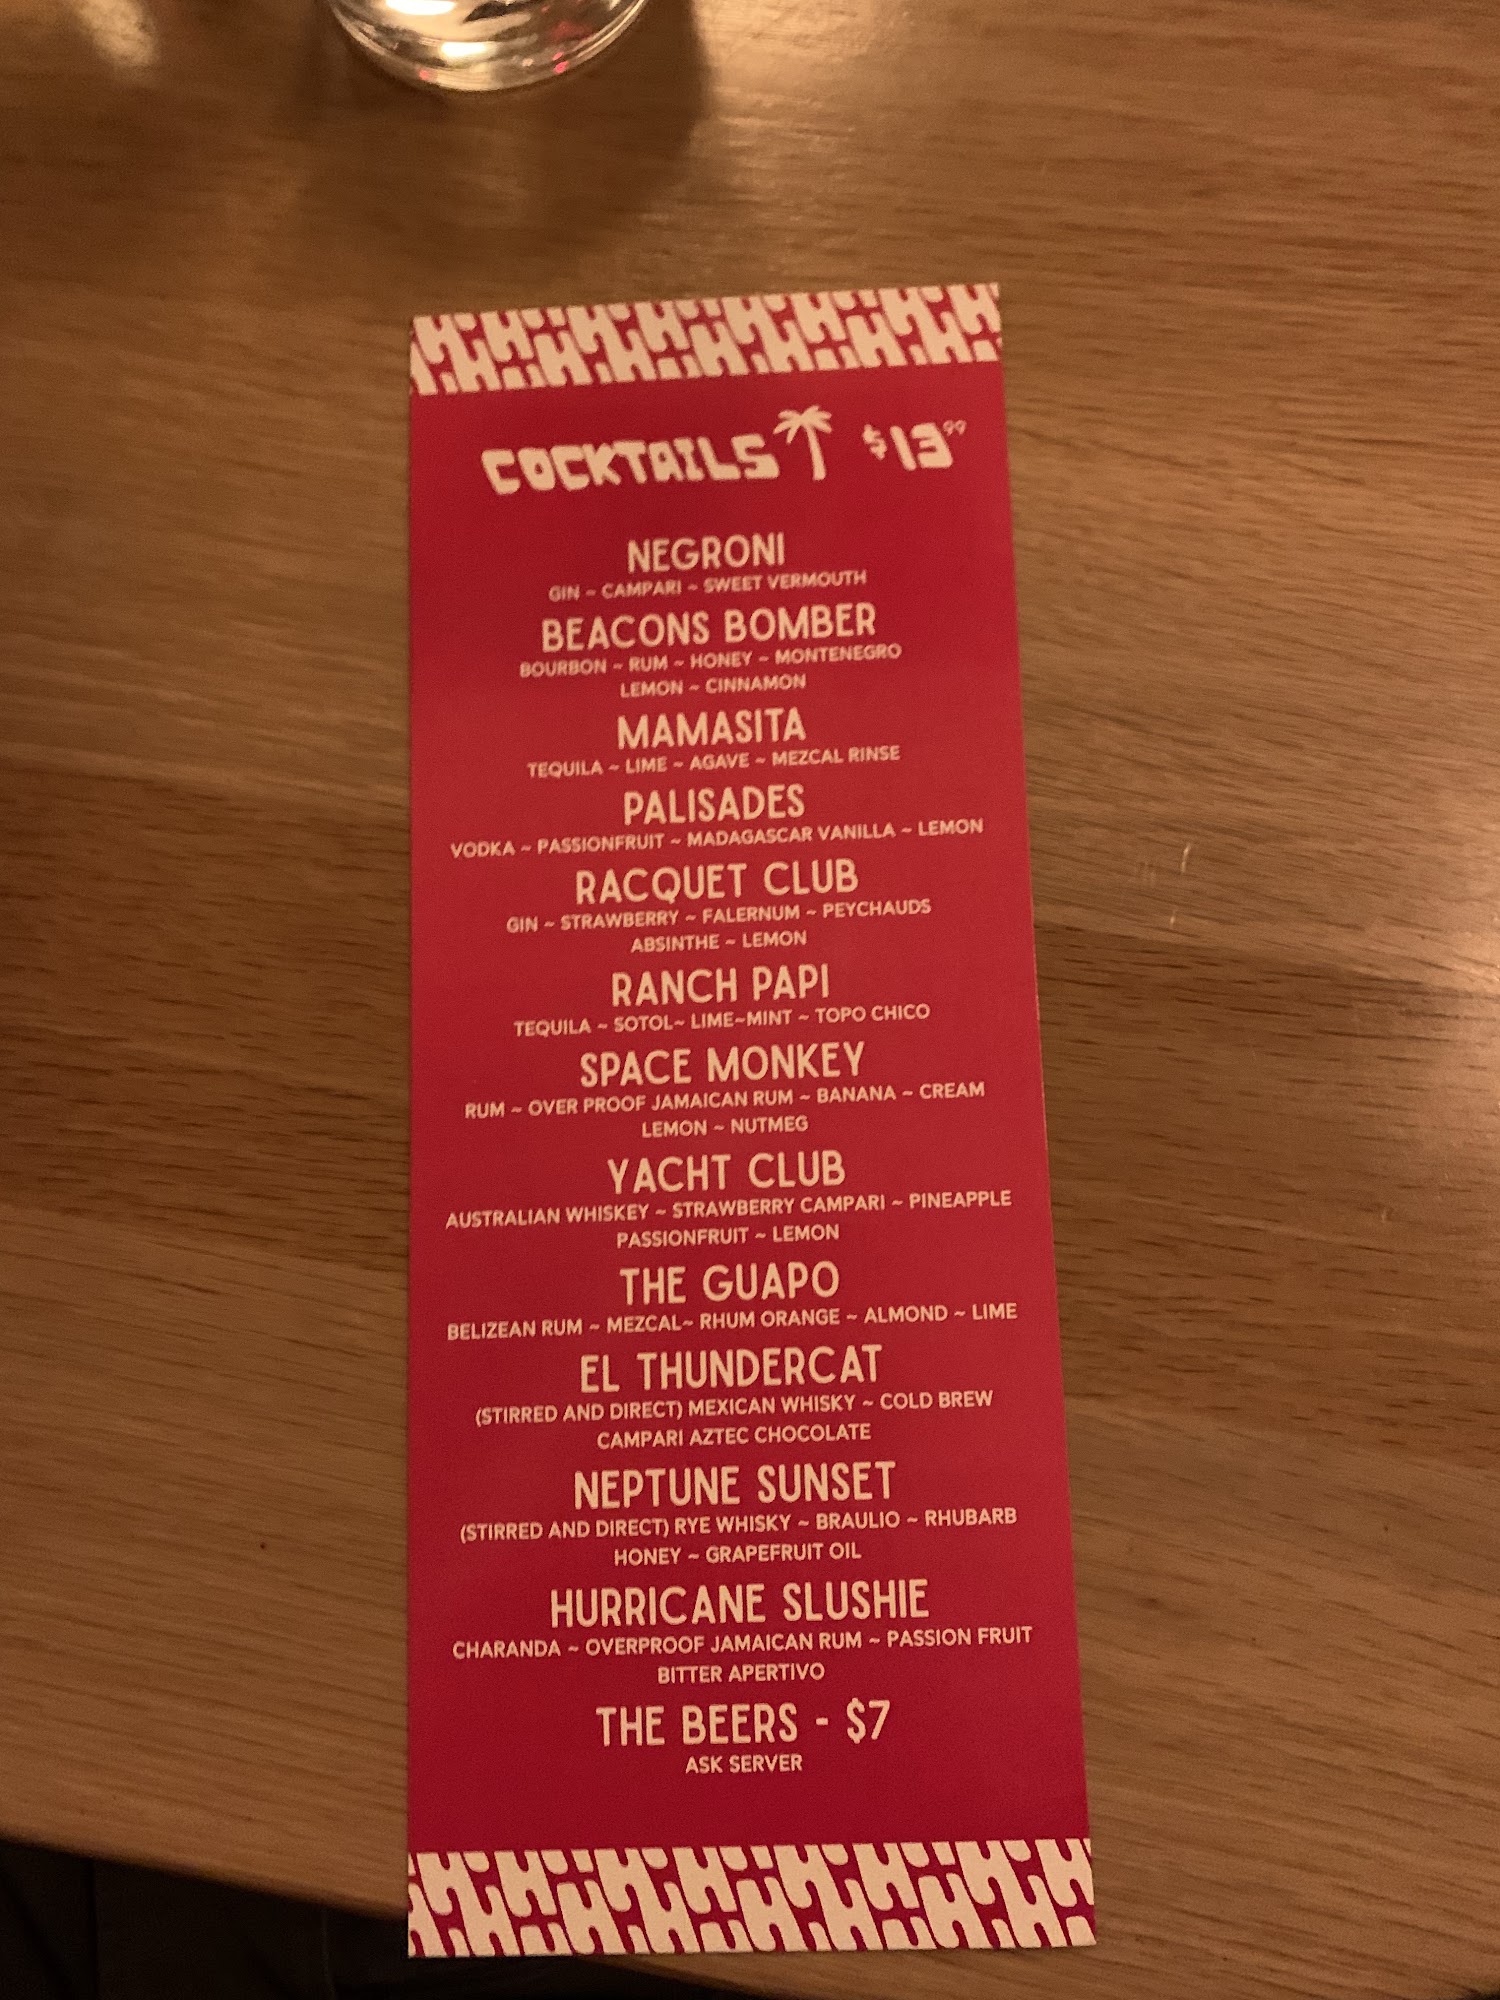 COCKTAILS $13.99
NEGRONI
GIN ~ CAMPARI ~ SWEET VERMOUTH
BEACONS BOMBER
BOURBON ~ RUM ~ HONEY ~ MONTENEGRO
LEMON ~ CINNAMON
MAMASITA
TEQUILA ~ LIME ~ AGAVE ~ MEZCAL RINSE
PALISADES
VODKA ~ PASSIONFRUIT ~ MADAGASCAR VANILLA ~ LEMON
RACQUET CLUB
GIN ~ STRAWBERRY ~ FALERNUM ~ PEYCHAUDS
ABSINTHE ~ LEMON
RANCH PAPI
TEQUILA ~ SOTOL~ LIME~MINT ~ TOPO CHICO
SPACE MONKEY
RUM ~ OVER PROOF JAMAICAN RUM ~ BANANA ~ CREAM
LEMON ~ NUTMEG
YACHT CLUB
AUSTRALIAN WHISKEY ~ STRAWBERRY CAMPARI ~ PINEAPPLE
PASSIONFRUIT ~ LEMON
THE GUAPO
BELIZEAN RUM ~ MEZCAL~ RHUM ORANGE ~ ALMOND ~ LIME
EL THUNDERCAT
(STIRRED AND DIRECT) MEXICAN WHISKY ~ COLD BREW
CAMPARI AZTEC CHOCOLATE
NEPTUNE SUNSET
(STIRRED AND DIRECT) RYE WHISKY ~ BRAULIO ~ RHUBARB
HONEY ~ GRAPEFRUIT OIL
HURRICANE SLUSHIE
CHARANDA ~ OVERPROOF JAMAICAN RUM ~ PASSION FRUIT
BITTER APERTIVO
THE BEERS - $7
ASK SERVER